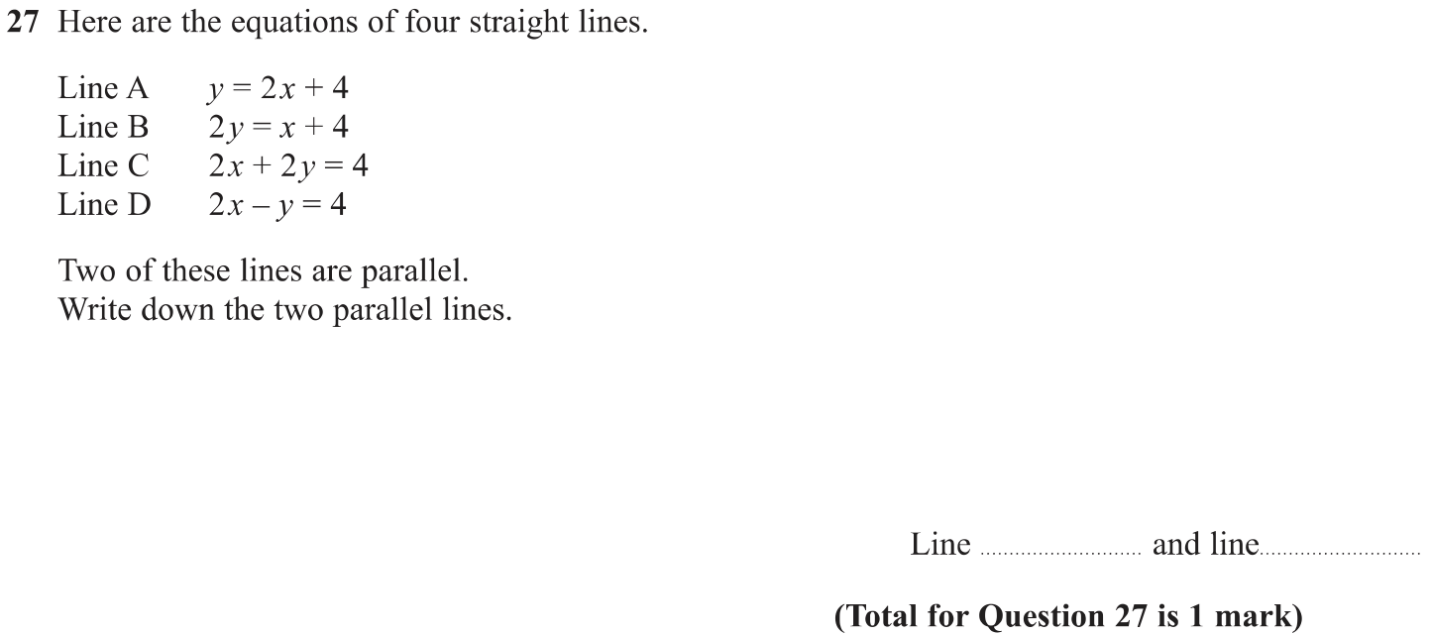 27 Here are the equations of four straight lines.
Line A y = 2x + 4
Line B 2y = x + 4
Line C 2x + 2y = 4
Line D 2x – y = 4
Two of these lines are parallel.
Write down the two parallel lines.
Line ............................ and line............................
(Total for Question 27 is 1 mark)